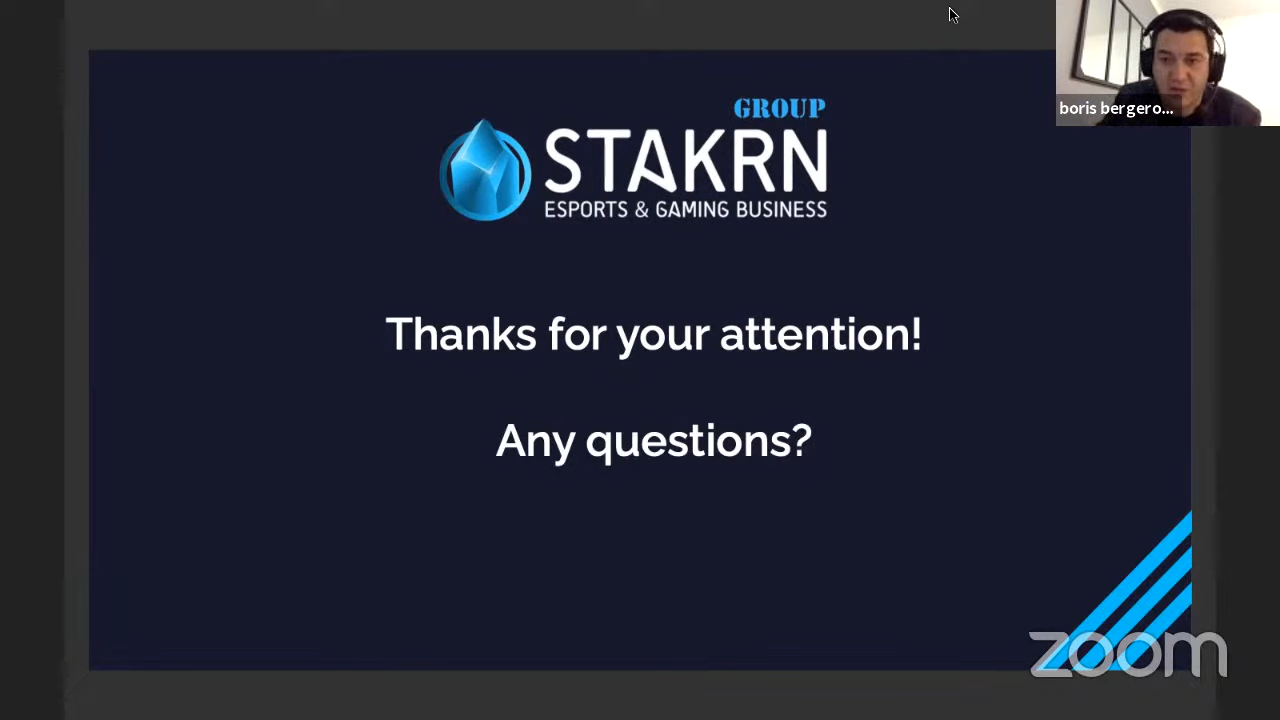 GROUP
STAKRN
ESPORTS & GAMING BUSINESS
boris bergero...
Thanks for your attention!
Any questions?
zoom